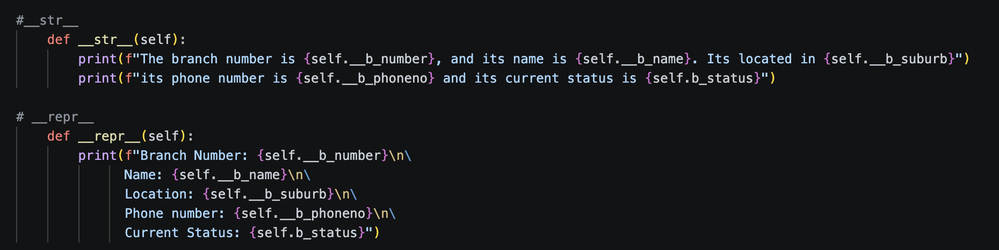 #__str__
    def __str__(self):
        print(f"The branch number is {self.__b_number}, and its name is {self.__b_name}. Its located in {self.__b_suburb}")
        print(f"its phone number is {self.__b_phoneno} and its current status is {self.b_status}")

# __repr__
    def __repr__(self):
        print(f"Branch Number: {self.__b_number}\n\
              Name: {self.__b_name}\n\
              Location: {self.__b_suburb}\n\
              Phone number: {self.__b_phoneno}\n\
              Current Status: {self.b_status}")